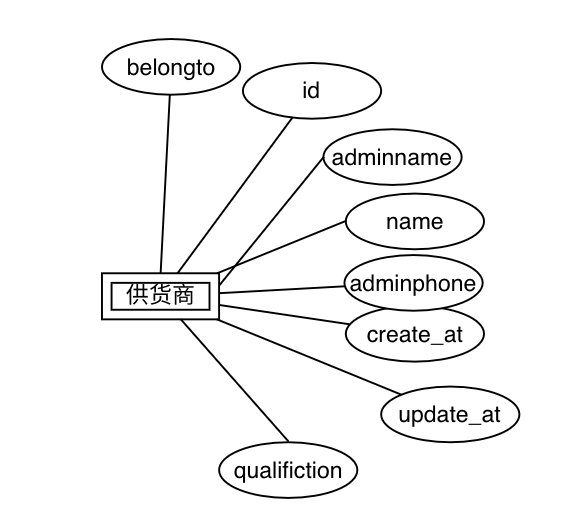 belongto
id
adminname
name
adminphone
供货商
create_at
update_at
qualifiction